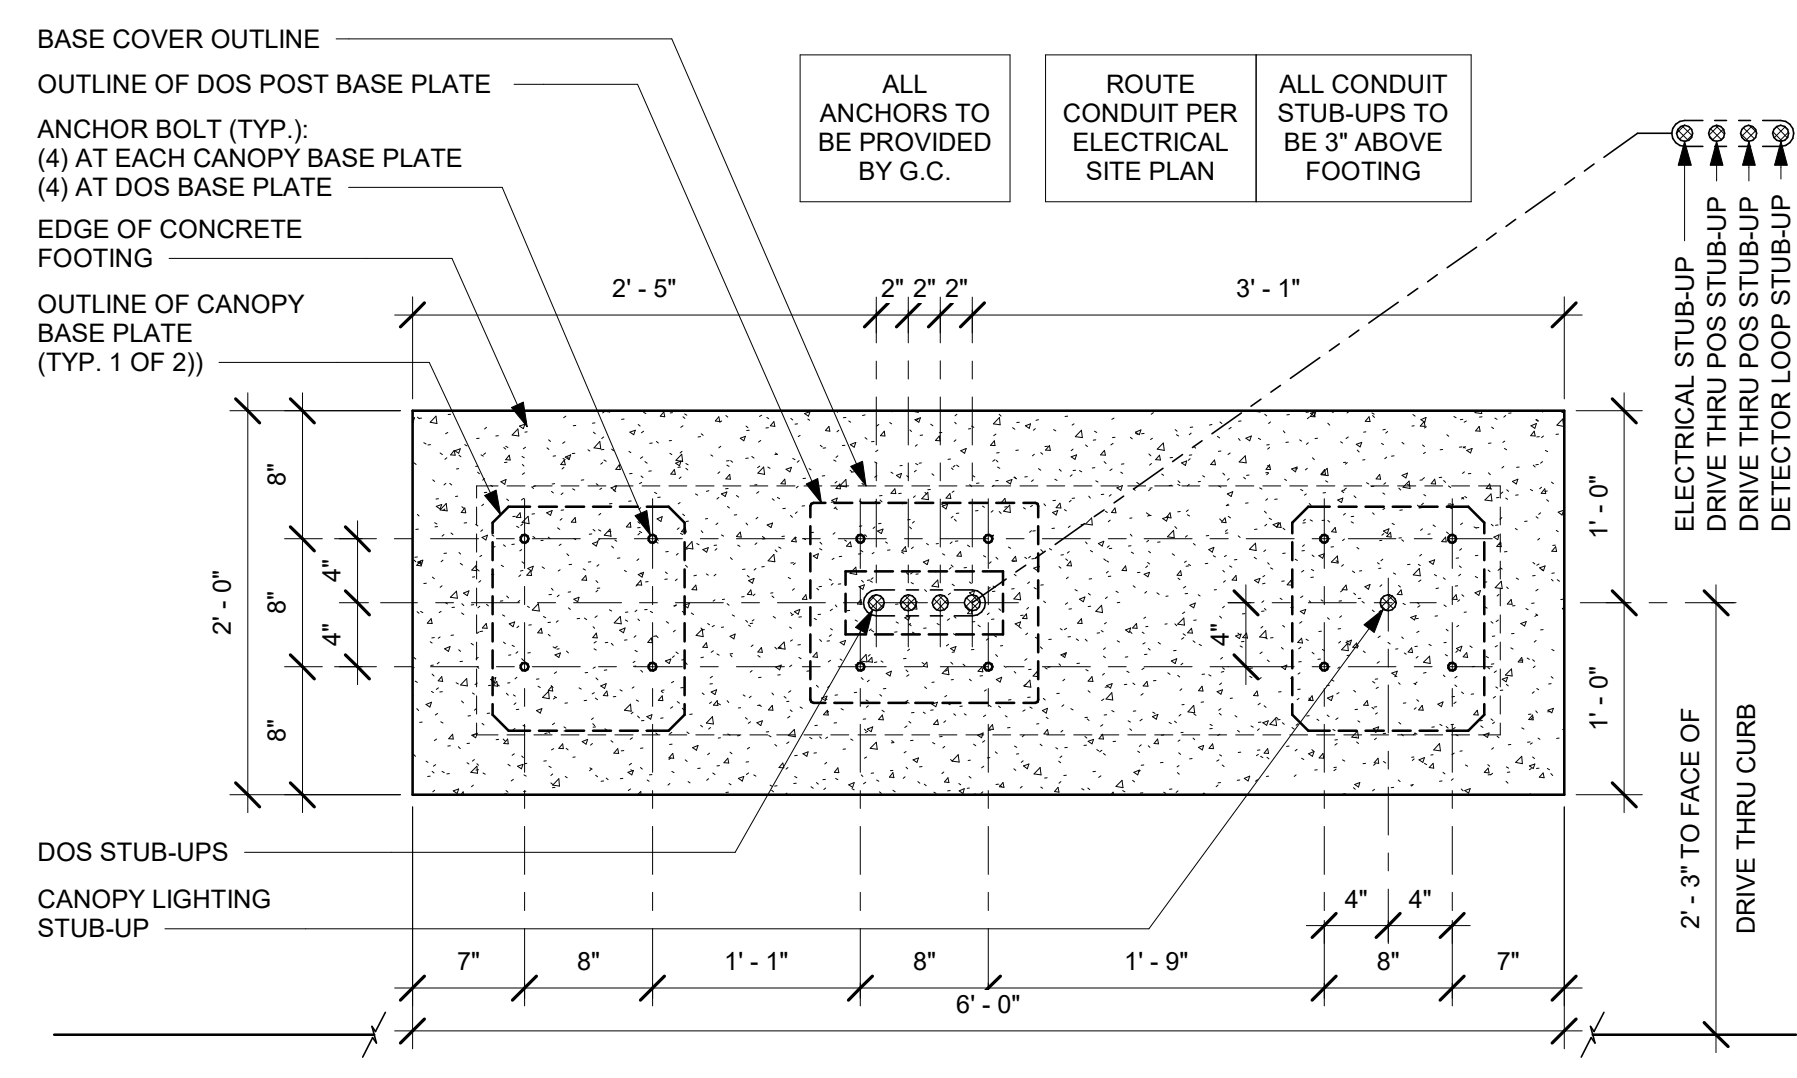 BASE COVER OUTLINE
OUTLINE OF DOS POST BASE PLATE
ANCHOR BOLT (TYP.):
(4) AT EACH CANOPY BASE PLATE
(4) AT DOS BASE PLATE
EDGE OF CONCRETE
FOOTING
OUTLINE OF CANOPY
BASE PLATE
(TYP. 1 OF 2))
ALL
ANCHORS TO
BE PROVIDED
BY G.C.
ROUTE
CONDUIT PER
ELECTRICAL
SITE PLAN
ALL CONDUIT
STUB-UPS TO
BE 3" ABOVE
FOOTING
ELECTRICAL STUB-UP
DRIVE THRU POS STUB-UP
DRIVE THRU POS STUB-UP
DETECTOR LOOP STUB-UP
2' - 5"
2"
2"
2"
3' - 1"
2' - 0"
8"
8"
8"
4"
4"
4"
1' - 0"
1' - 0"
2' - 3" TO FACE OF
DRIVE THRU CURB
DOS STUB-UPS
CANOPY LIGHTING
STUB-UP
4"
4"
7"
8"
1' - 1"
8"
1' - 9"
8"
7"
6' - 0"